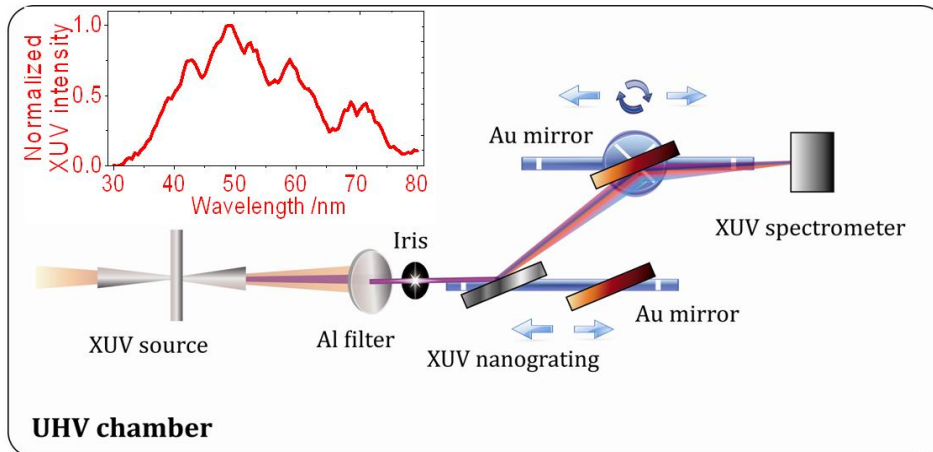 Normalized
XUV intensity
1.0
0.5
0.0
30 40 50 60 70 80
Wavelength /nm
Au mirror
XUV spectrometer
Iris
XUV source
Al filter
XUV nanograting
Au mirror
UHV chamber